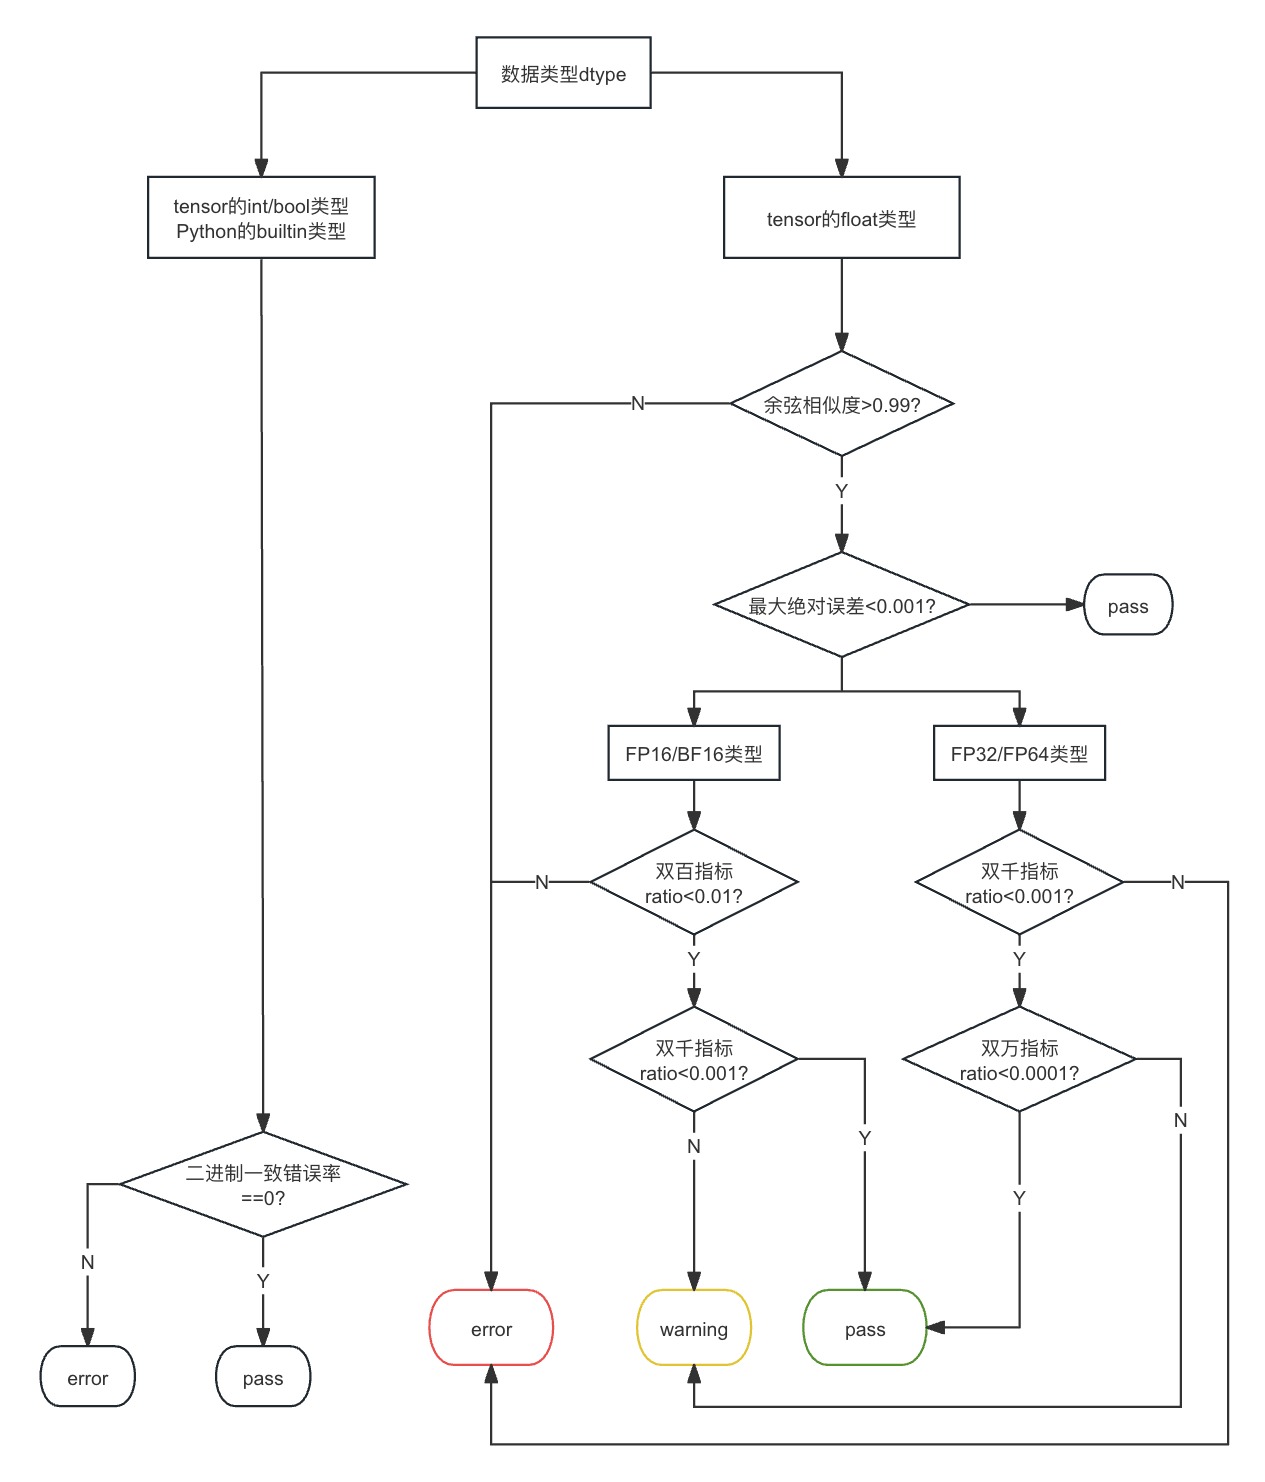 数据类型dtype
tensor的int/bool类型
Python的builtin类型
tensor的float类型
余弦相似度>0.99?
N
Y
最大绝对误差<0.001?
pass
FP16/BF16类型
FP32/FP64类型
双百指标
ratio<0.01?
N
双千指标
ratio<0.001?
N
Y
Y
双千指标
ratio<0.001?
双万指标
ratio<0.0001?
N
Y
N
Y
二进制一致错误率
==0?
N
Y
error
warning
pass
error
pass